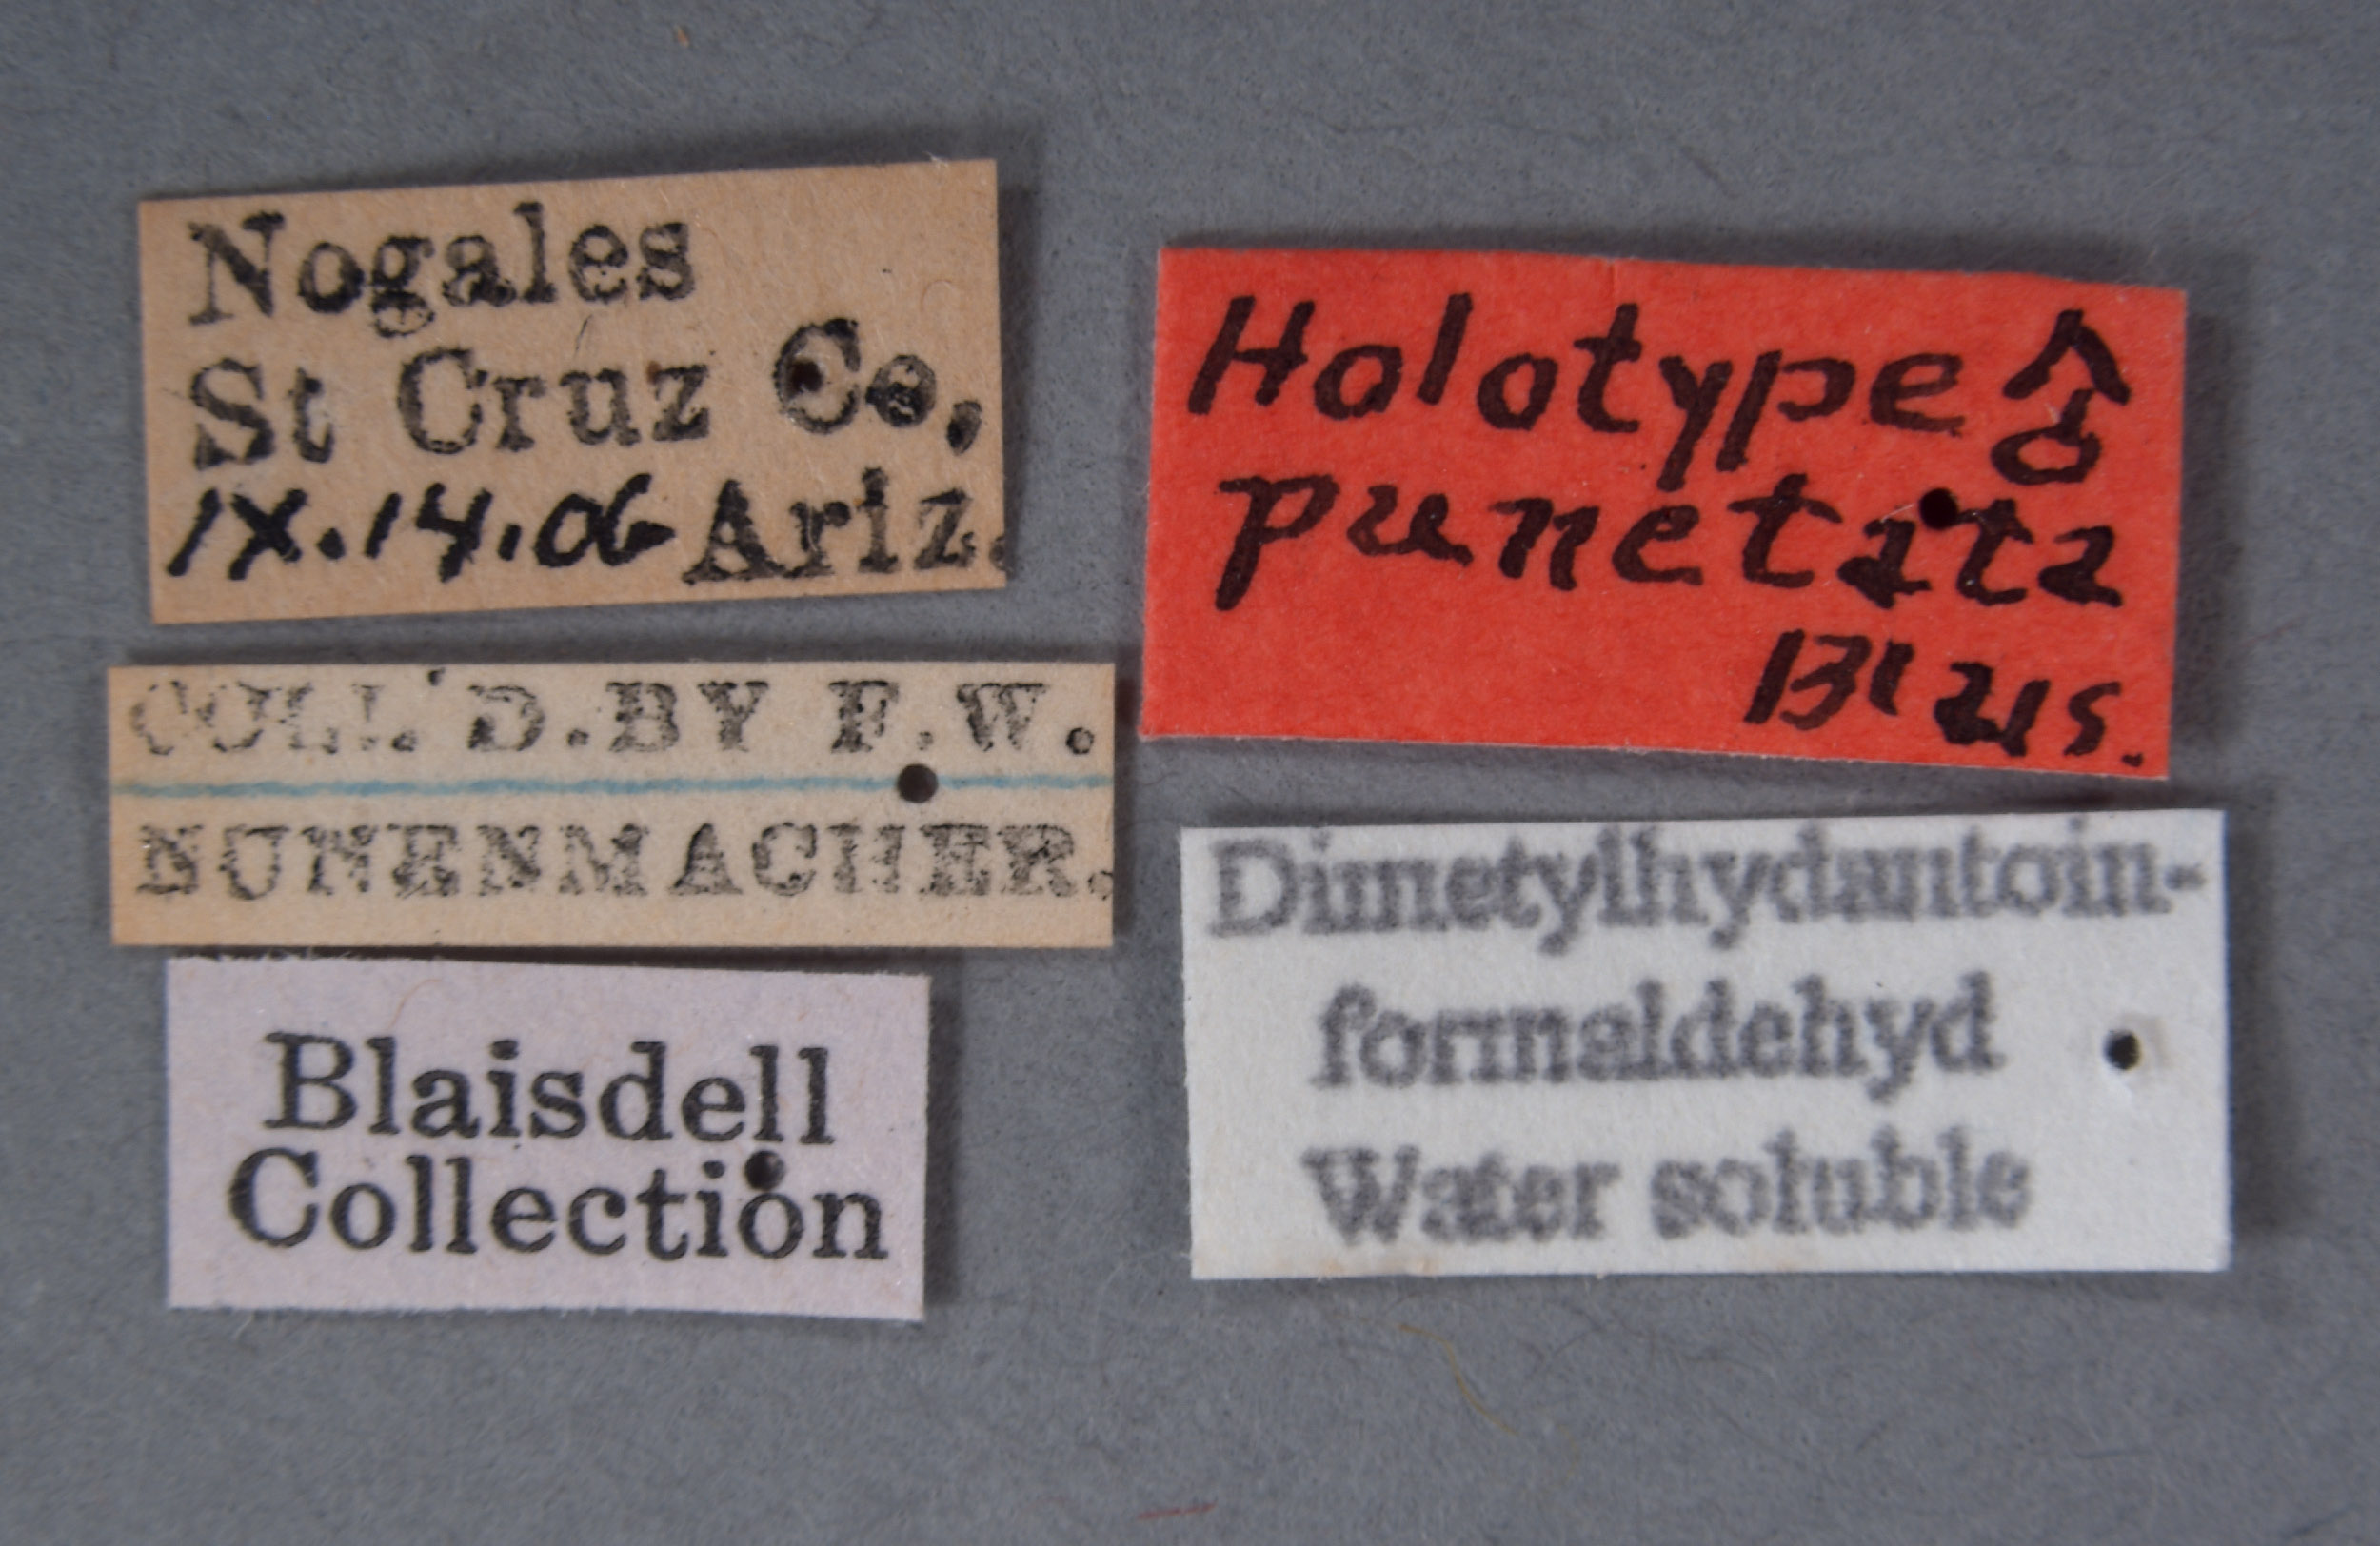 Nogales
St Cruz Co,
IX.14.06 Ariz.
COLL'D.BY F.W.
NUNENMACHER.
Blaisdell
Collection
Holotype ♂
punctata
Blais.
Dimetylhydantoin-
formaldehyd
Water soluble